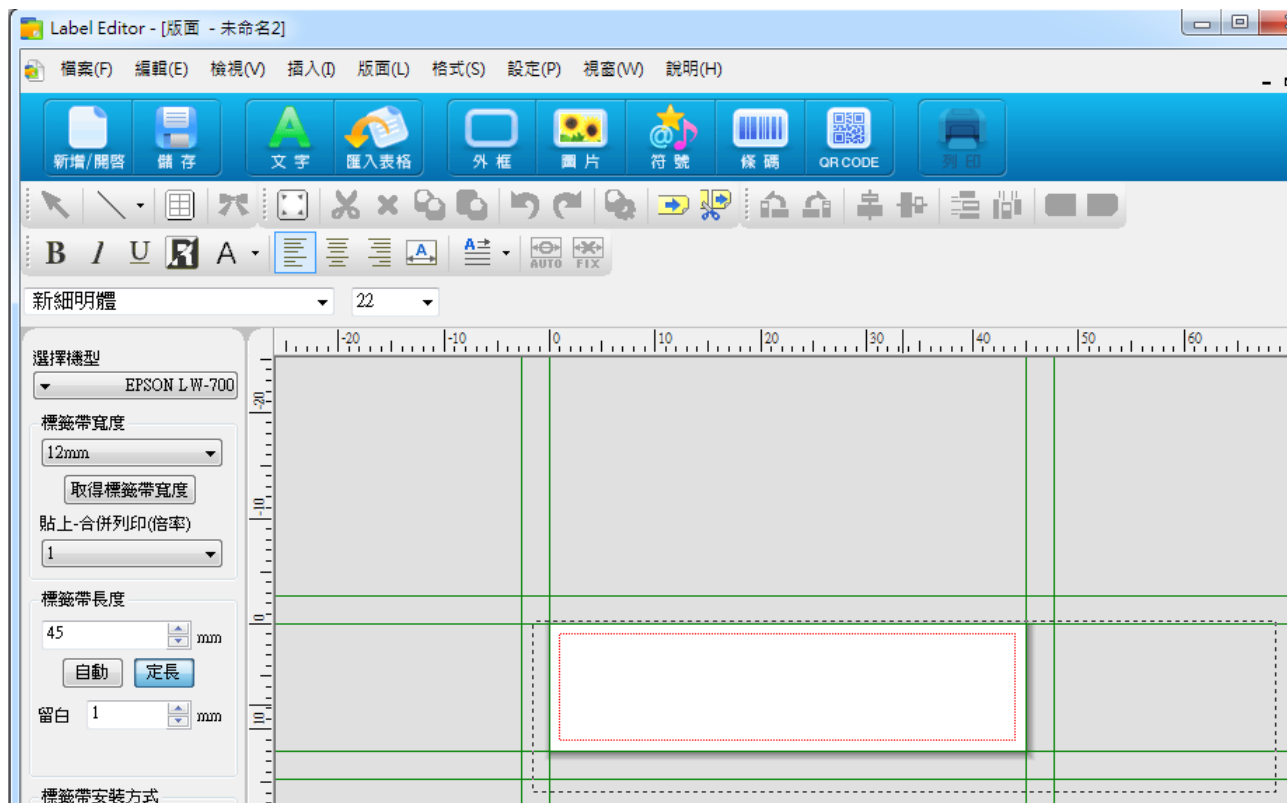 Label Editor - [版面 - 未命名2]
檔案(F) 編輯(E) 檢視(V) 插入(I) 版面(L) 格式(S) 設定(P) 視窗(W) 說明(H)
新增/開啓 儲存 文字 匯入表格 外框 圖片 符號 條碼 QR CODE 列印
B I U A A AUTO FIX
新細明體 22
-20 -10 0 10 20 30 40 50 60
選擇機型
EPSON LW-700
-20
標籤帶寬度
12mm
取得標籤帶寬度
-10
貼上-合併列印(倍率)
1
標籤帶長度
0
45 mm
自動 定長
留白 1 mm
10
標籤帶安裝方式